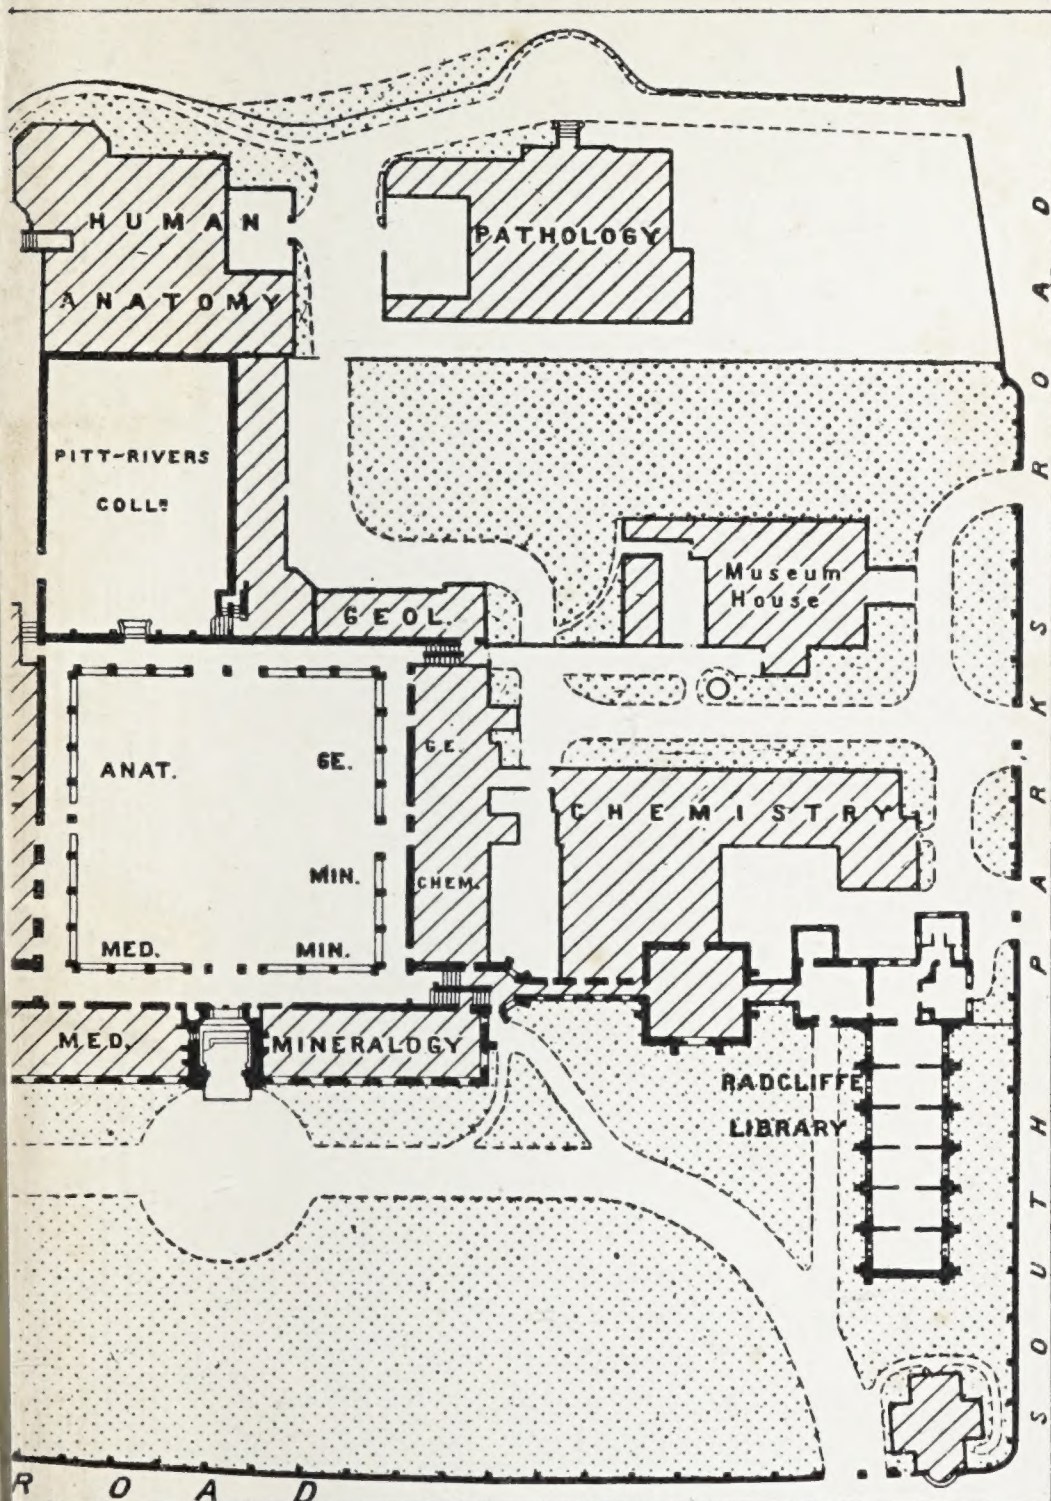 HUMAN
ANATOMY
PATHOLOGY
PITT-RIVERS
COLLN
Museum
House
GEOL.
ANAT.
GE.
G.E.
CHEMISTRY
MIN.
CHEM.
MED.
MIN.
MED.
MINERALOGY
RADCLIFFE
LIBRARY
SOUTH PARKS ROAD
ROAD